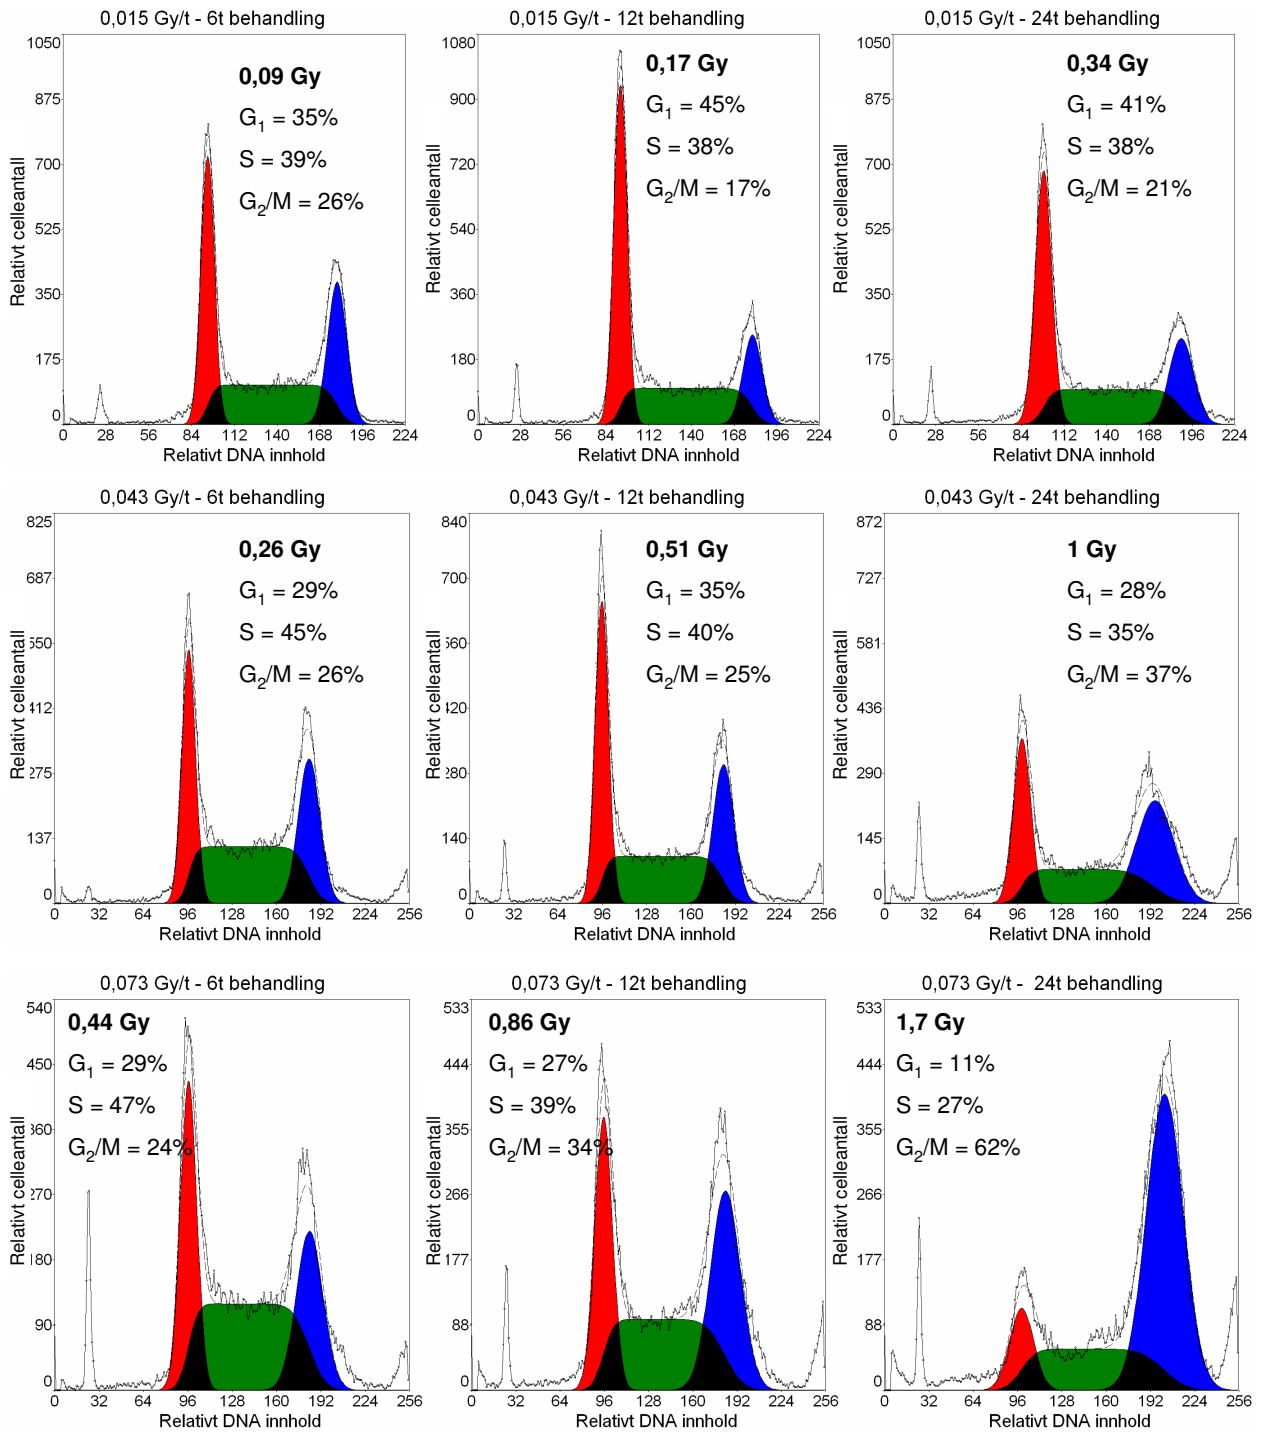 0,015 Gy/t - 6t behandling
1050
875
700
525
350
175
0
Relativt celleantall
0,09 Gy
G1 = 35%
S = 39%
G2/M = 26%
0 28 56 84 112 140 168 196 224
Relativt DNA innhold
0,015 Gy/t - 12t behandling
1080
900
720
540
360
180
0
Relativt celleantall
0,17 Gy
G1 = 45%
S = 38%
G2/M = 17%
0 28 56 84 112 140 168 196 224
Relativt DNA innhold
0,015 Gy/t - 24t behandling
1050
875
700
525
350
175
0
Relativt celleantall
0,34 Gy
G1 = 41%
S = 38%
G2/M = 21%
0 28 56 84 112 140 168 196 224
Relativt DNA innhold
0,043 Gy/t - 6t behandling
825
687
550
412
275
137
0
Relativt celleantall
0,26 Gy
G1 = 29%
S = 45%
G2/M = 26%
0 32 64 96 128 160 192 224 256
Relativt DNA innhold
0,043 Gy/t - 12t behandling
840
700
560
420
280
140
0
Relativt celleantall
0,51 Gy
G1 = 35%
S = 40%
G2/M = 25%
0 32 64 96 128 160 192 224 256
Relativt DNA innhold
0,043 Gy/t - 24t behandling
872
727
581
436
290
145
0
Relativt celleantall
1 Gy
G1 = 28%
S = 35%
G2/M = 37%
0 32 64 96 128 160 192 224 256
Relativt DNA innhold
0,073 Gy/t - 6t behandling
540
450
360
270
180
90
0
Relativt celleantall
0,44 Gy
G1 = 29%
S = 47%
G2/M = 24%
0 32 64 96 128 160 192 224 256
Relativt DNA innhold
0,073 Gy/t - 12t behandling
533
444
355
266
177
88
0
Relativt celleantall
0,86 Gy
G1 = 27%
S = 39%
G2/M = 34%
0 32 64 96 128 160 192 224 256
Relativt DNA innhold
0,073 Gy/t - 24t behandling
533
444
355
266
177
88
0
Relativt celleantall
1,7 Gy
G1 = 11%
S = 27%
G2/M = 62%
0 32 64 96 128 160 192 224 256
Relativt DNA innhold